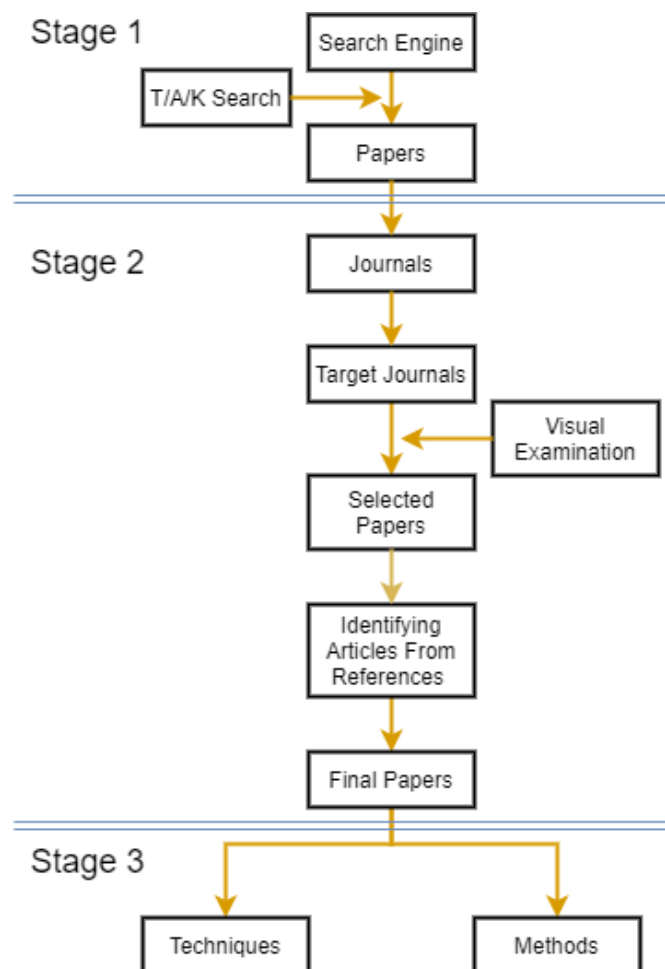 Stage 1
Search Engine
T/A/K Search
Papers
Stage 2
Journals
Target Journals
Visual
Examination
Selected
Papers
Identifying
Articles From
References
Final Papers
Stage 3
Techniques
Methods